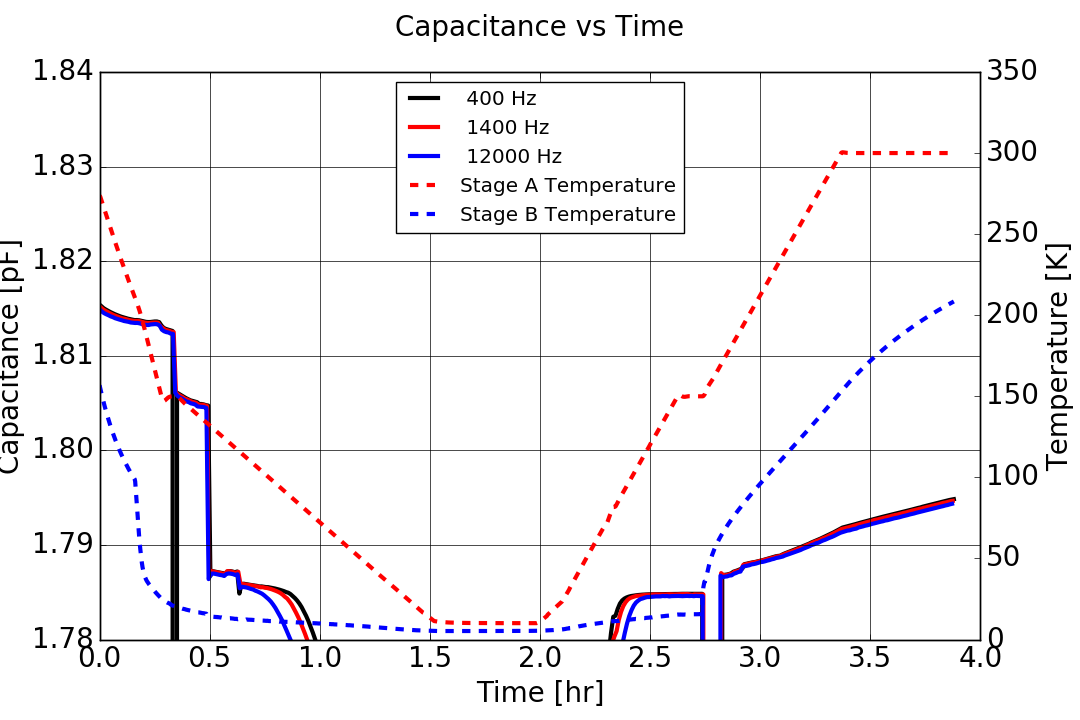 Capacitance vs Time
1.84
1.83
1.82
1.81
1.80
1.79
1.78
Capacitance [pF]
400 Hz
1400 Hz
12000 Hz
Stage A Temperature
Stage B Temperature
350
300
250
200
150
100
50
0
Temperature [K]
0.0 0.5 1.0 1.5 2.0 2.5 3.0 3.5 4.0
Time [hr]